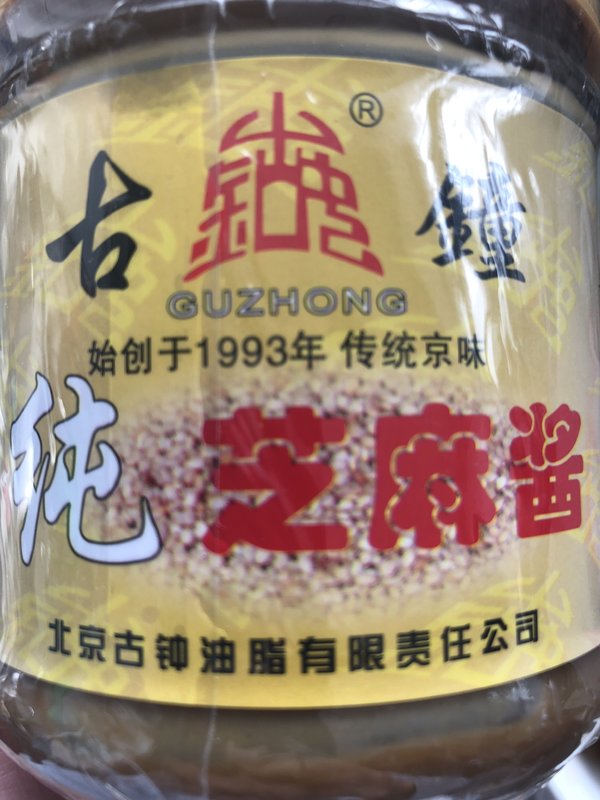 古 鐘 ®
GUZHONG
始创于1993年 传统京味
纯 芝麻酱
北京古钟油脂有限责任公司